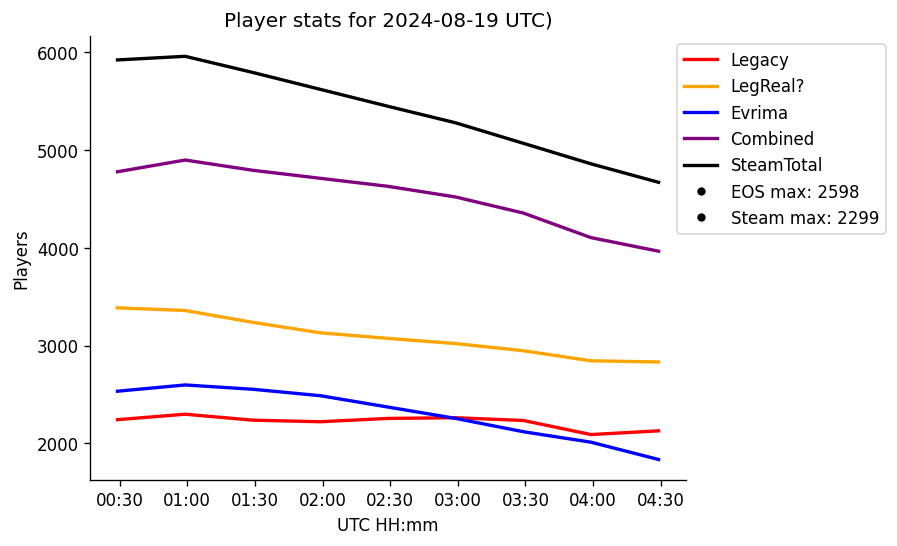 Player stats for 2024-08-19 UTC)
6000
5000
4000
3000
2000
Players
00:30 01:00 01:30 02:00 02:30 03:00 03:30 04:00 04:30
UTC HH:mm
Legacy
LegReal?
Evrima
Combined
SteamTotal
EOS max: 2598
Steam max: 2299